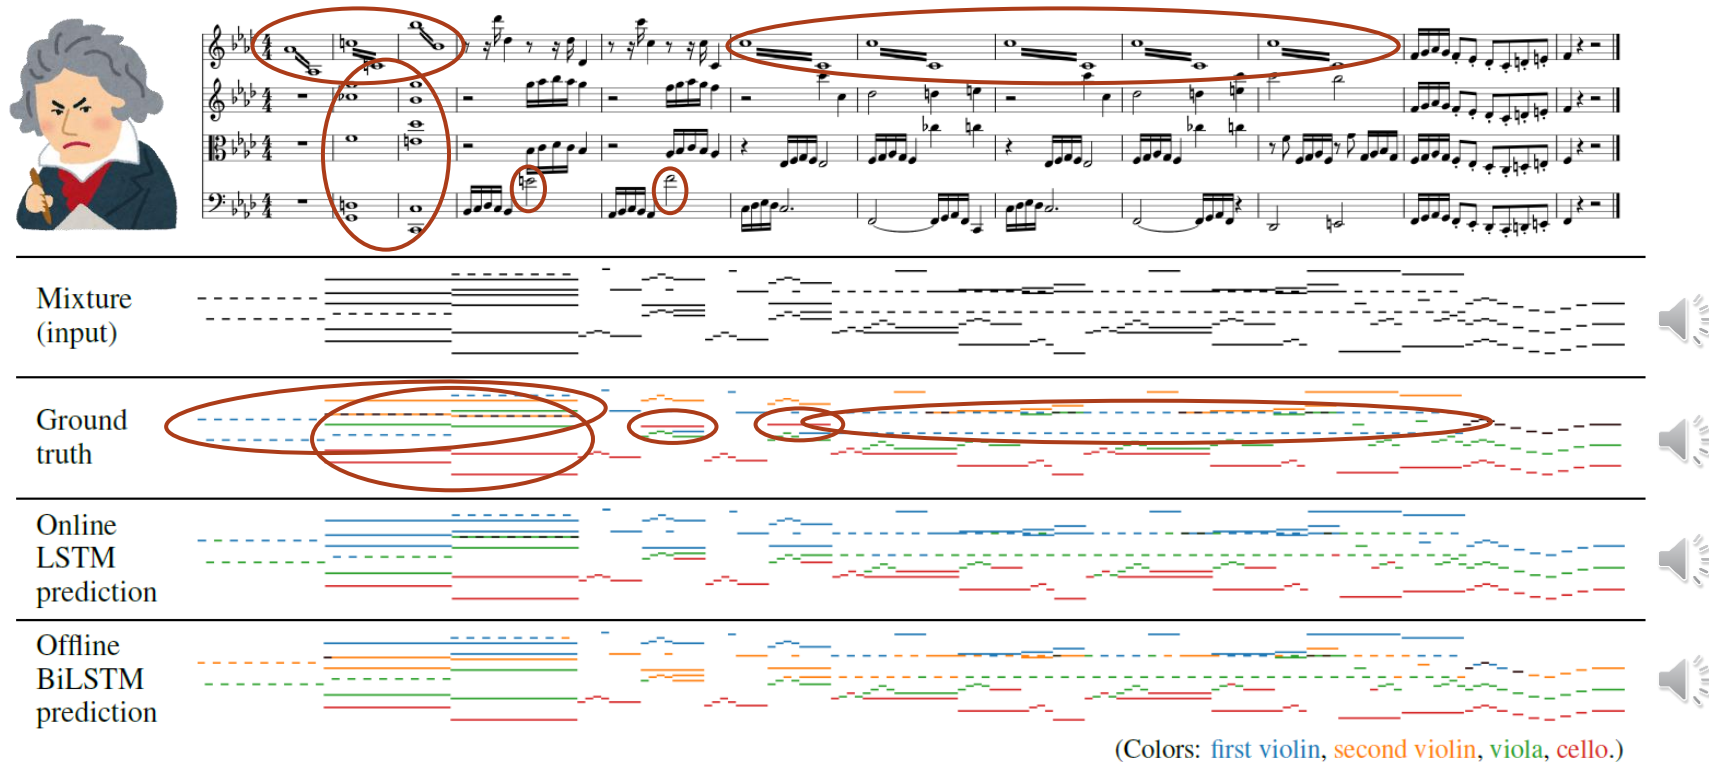 Mixture
(input)
Ground
truth
Online
LSTM
prediction
Offline
BiLSTM
prediction
(Colors: first violin, second violin, viola, cello.)